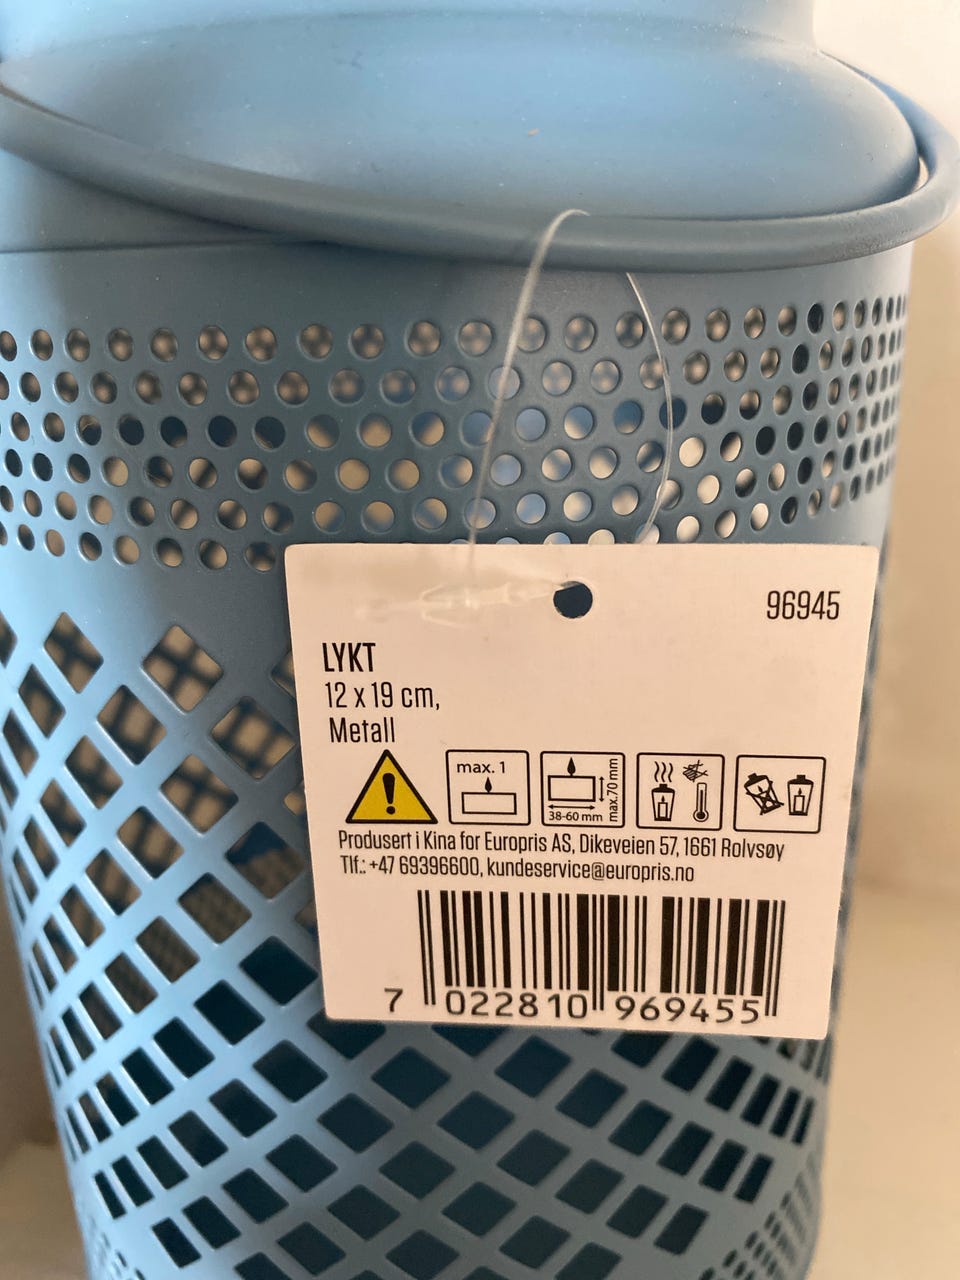 96945
LYKT
12 x 19 cm,
Metall
max. 1
38-60 mm
max.70 mm
Produsert i Kina for Europris AS, Dikeveien 57, 1661 Rolvsøy
Tlf.: +47 69396600, kundeservice@europris.no
7 022810 969455